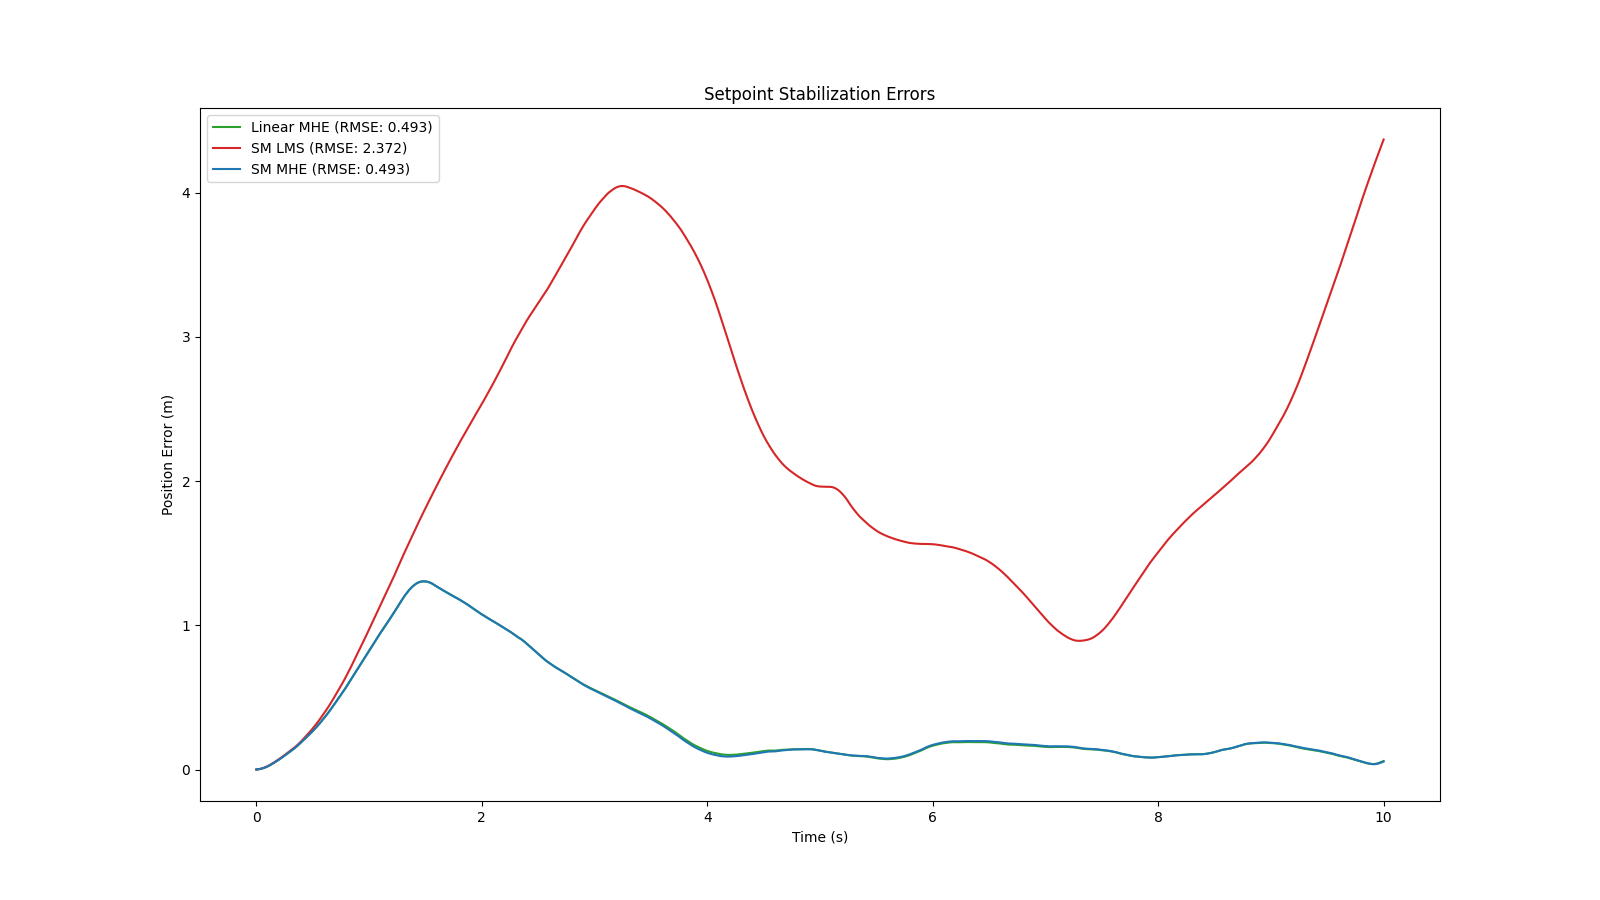 Setpoint Stabilization Errors
Linear MHE (RMSE: 0.493)
SM LMS (RMSE: 2.372)
SM MHE (RMSE: 0.493)
Position Error (m)
4
3
2
1
0
0 2 4 6 8 10
Time (s)